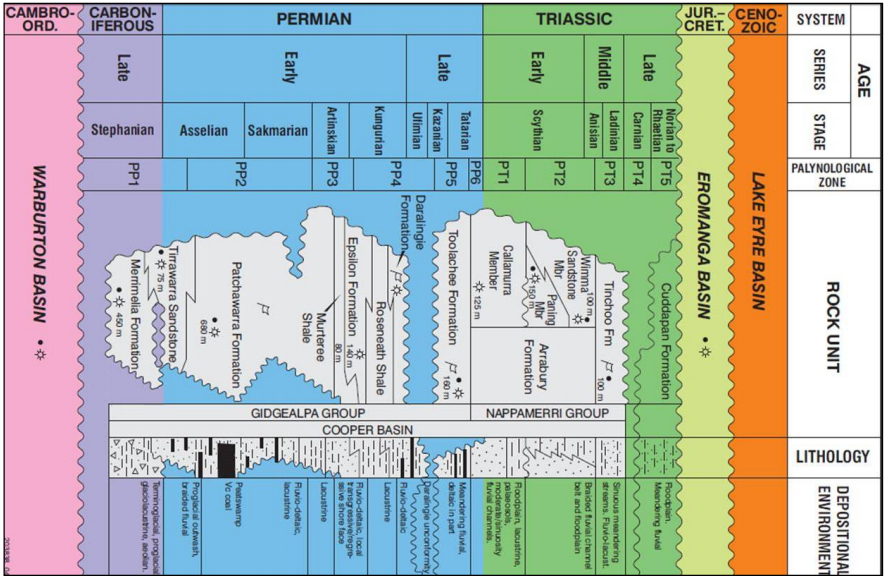 CAMBRO-
ORD.
CARBON-
IFEROUS
PERMIAN
TRIASSIC
JUR.–
CRET.
CENO-
ZOIC
SYSTEM
Late
Early
Late
Early
Middle
Late
SERIES
AGE
Stephanian
Asselian
Sakmarian
Artinskian
Kungurian
Ufimian
Kazanian
Tatarian
Scythian
Anisian
Ladinian
Carnian
Norian to
Rhaetian
STAGE
PP1
PP2
PP3
PP4
PP5
PP6
PT1
PT2
PT3
PT4
PT5
PALYNOLOGICAL
ZONE
WARBURTON BASIN
Merrimelia Formation
450 m
Tirrawarra Sandstone
75 m
Patchawarra Formation
680 m
Murteree
Shale
80 m
Epsilon Formation
140 m
Roseneath Shale
Daralingie
Formation
Toolachee Formation
160 m
Callamurra
Member
125 m
Paning
Mbr
150 m
Wimma
Sandstone
Mbr
100 m
Arrabury
Formation
Tinchoo Fm
100 m
Cuddapan Formation
EROMANGA BASIN
LAKE EYRE BASIN
ROCK UNIT
GIDGEALPA GROUP
NAPPAMERRI GROUP
COOPER BASIN
LITHOLOGY
Terminoglacial, proglacial
glaciolacustrine, aeolian.
Proglacial outwash,
braided fluvial
Peatswamp
Vc coal
Fluvio-deltaic,
lacustrine
Lacustrine
Fluvio-deltaic, local
transgressive/regre-
ssive shore face
Lacustrine
Fluvio-deltaic
Daralingie unconformity
Meandering fluvial,
deltaic in part
Floodplain, lacustrine,
palaeosols,
moderate/sinuosity
fluvial channels.
Braided fluvial channel
belt and floodplain
Sinuous meandering
streams. Fluvio-lacust.
Floodplain.
Meandering fluvial
DEPOSITIONAL
ENVIRONMENT